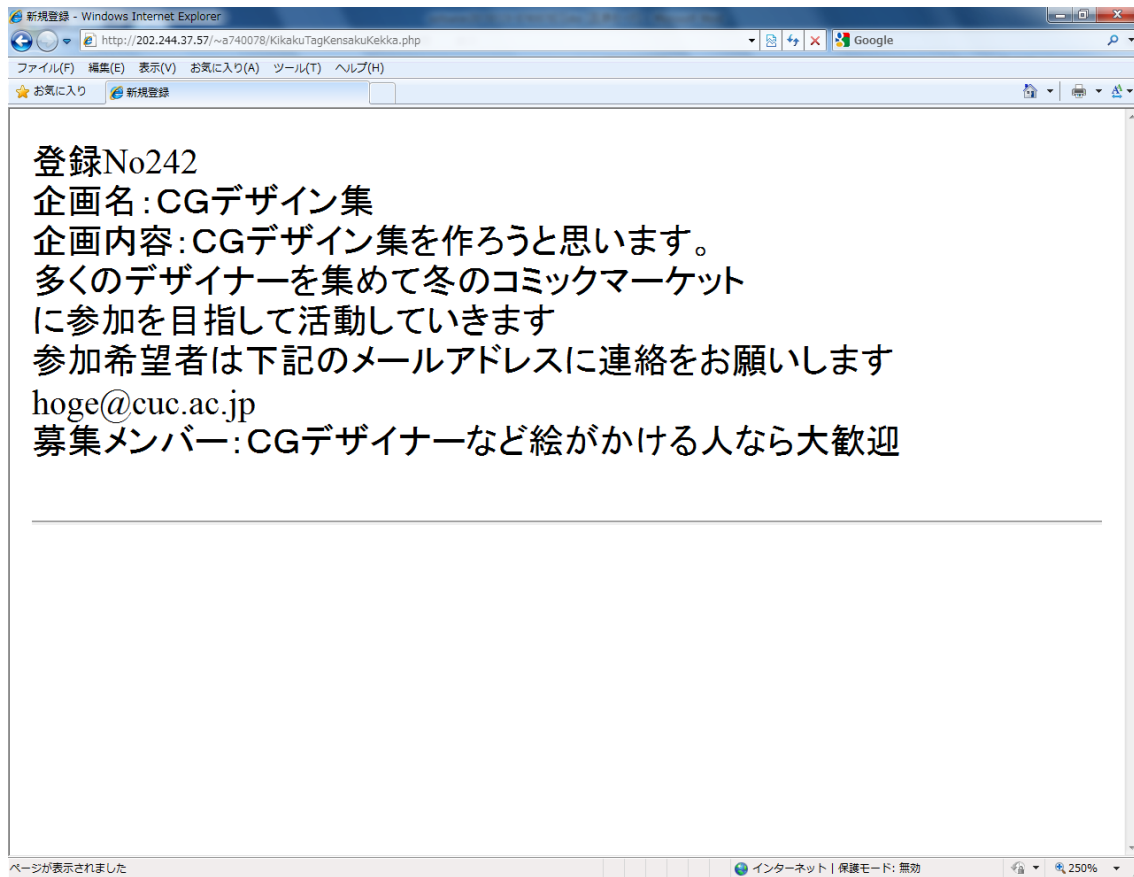 新規登録 - Windows Internet Explorer
http://202.244.37.57/~a740078/KikakuTagKensakuKekka.php
Google
ファイル(F) 編集(E) 表示(V) お気に入り(A) ツール(T) ヘルプ(H)
お気に入り 新規登録
登録No242
企画名:CGデザイン集
企画内容:CGデザイン集を作ろうと思います。
多くのデザイナーを集めて冬のコミックマーケット
に参加を目指して活動していきます
参加希望者は下記のメールアドレスに連絡をお願いします
hoge@cuc.ac.jp
募集メンバー:CGデザイナーなど絵がかける人なら大歓迎
ページが表示されました インターネット | 保護モード: 無効 250%